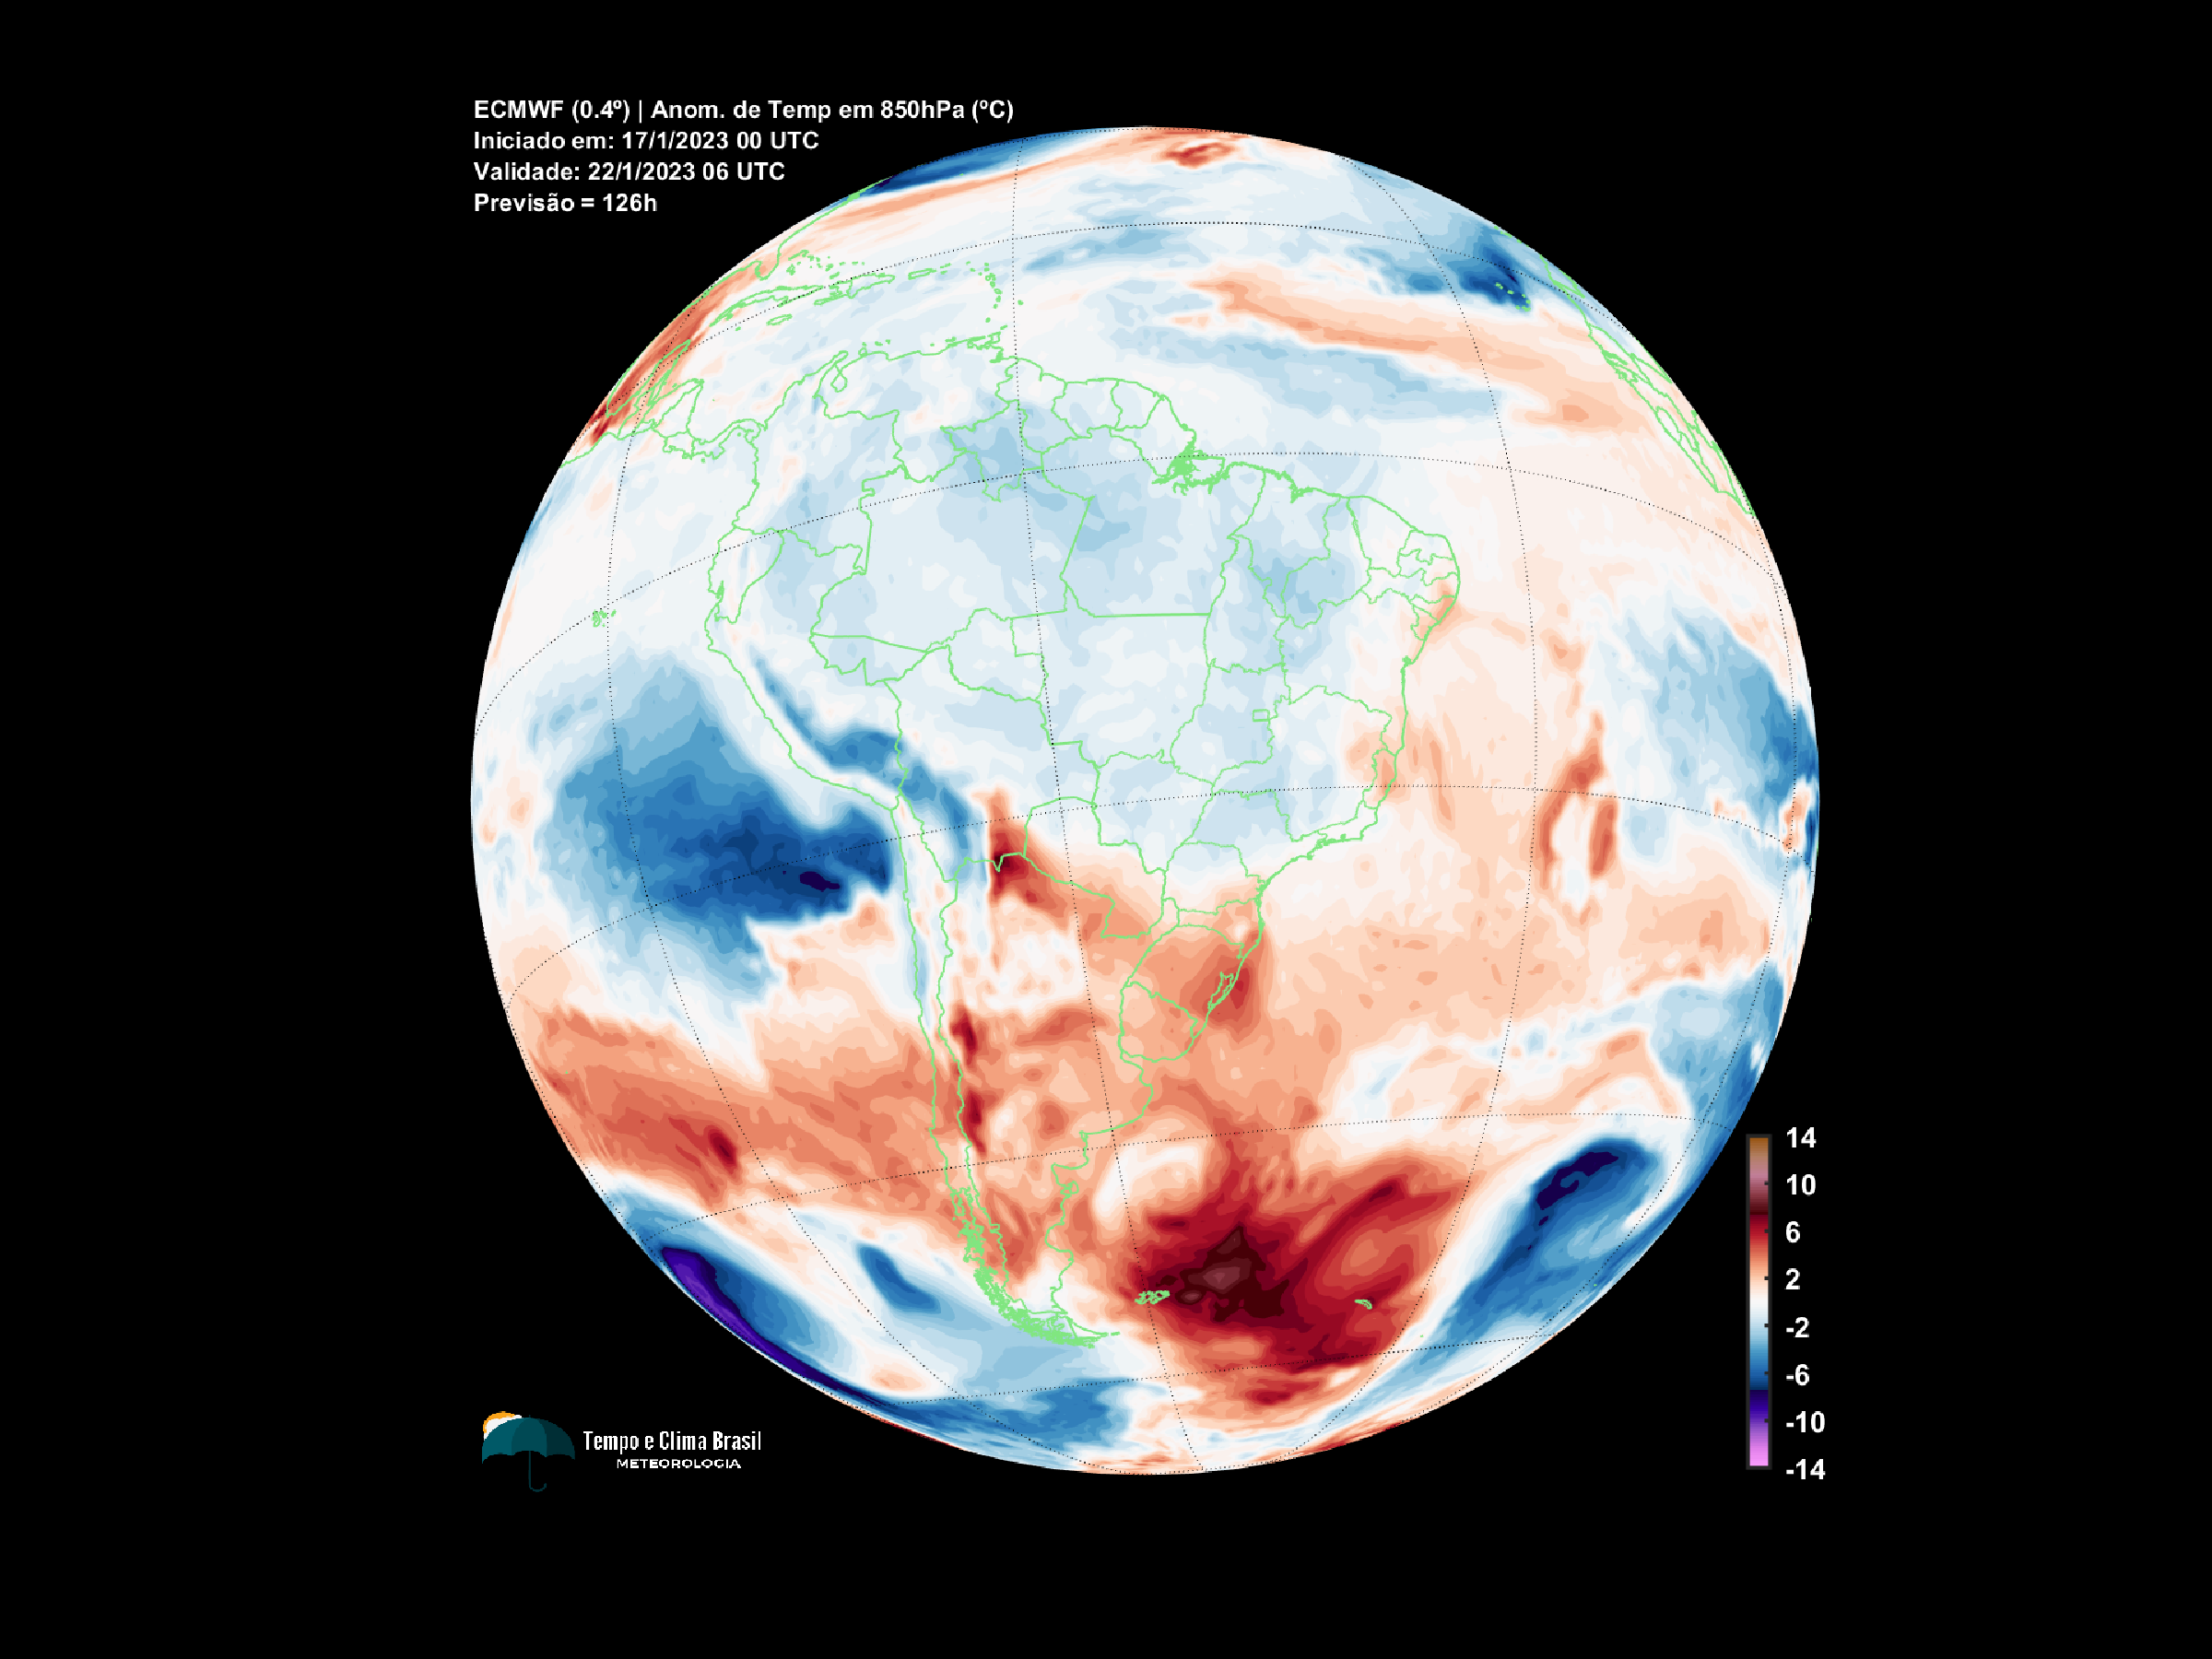 ECMWF (0.4º) | Anom. de Temp em 850hPa (ºC)
Iniciado em: 17/1/2023 00 UTC
Validade: 22/1/2023 06 UTC
Previsão = 126h
14
10
6
2
-2
-6
-10
-14
Tempo e Clima Brasil
METEOROLOGIA